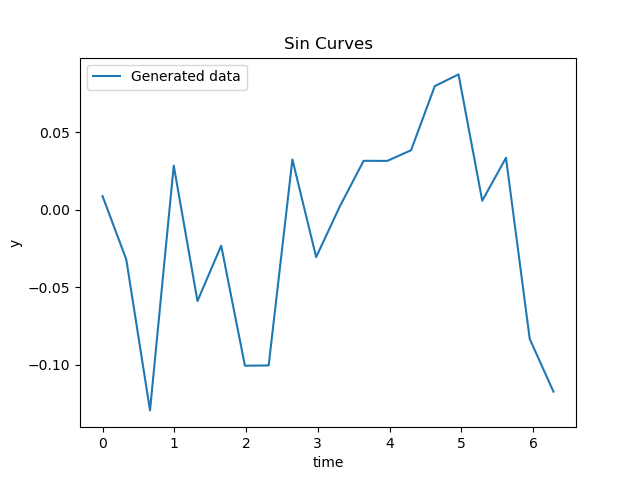 Sin Curves
Generated data
0.05
0.00
−0.05
−0.10
y
0 1 2 3 4 5 6
time